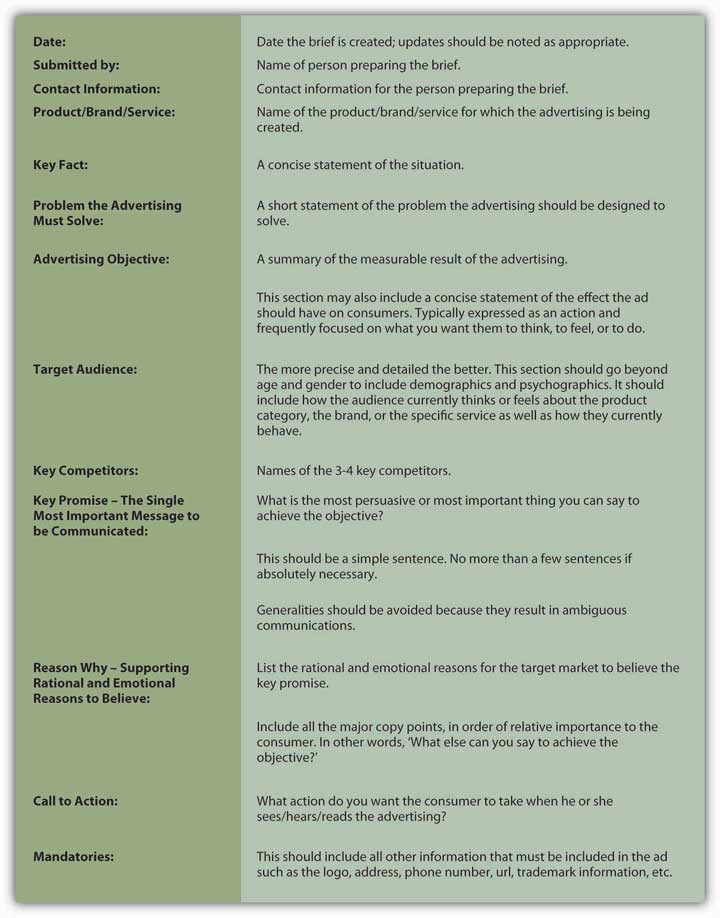 Date: Date the brief is created; updates should be noted as appropriate.
Submitted by: Name of person preparing the brief.
Contact Information: Contact information for the person preparing the brief.
Product/Brand/Service: Name of the product/brand/service for which the advertising is being
created.
Key Fact: A concise statement of the situation.
Problem the Advertising
Must Solve:
A short statement of the problem the advertising should be designed to
solve.
Advertising Objective: A summary of the measurable result of the advertising.
This section may also include a concise statement of the effect the ad
should have on consumers. Typically expressed as an action and
frequently focused on what you want them to think, to feel, or to do.
Target Audience: The more precise and detailed the better. This section should go beyond
age and gender to include demographics and psychographics. It should
include how the audience currently thinks or feels about the product
category, the brand, or the specific service as well as how they currently
behave.
Key Competitors: Names of the 3-4 key competitors.
Key Promise – The Single
Most Important Message to
be Communicated:
What is the most persuasive or most important thing you can say to
achieve the objective?
This should be a simple sentence. No more than a few sentences if
absolutely necessary.
Generalities should be avoided because they result in ambiguous
communications.
Reason Why – Supporting
Rational and Emotional
Reasons to Believe:
List the rational and emotional reasons for the target market to believe the
key promise.
Include all the major copy points, in order of relative importance to the
consumer. In other words, ‘What else can you say to achieve the
objective?’
Call to Action: What action do you want the consumer to take when he or she
sees/hears/reads the advertising?
Mandatories: This should include all other information that must be included in the ad
such as the logo, address, phone number, url, trademark information, etc.